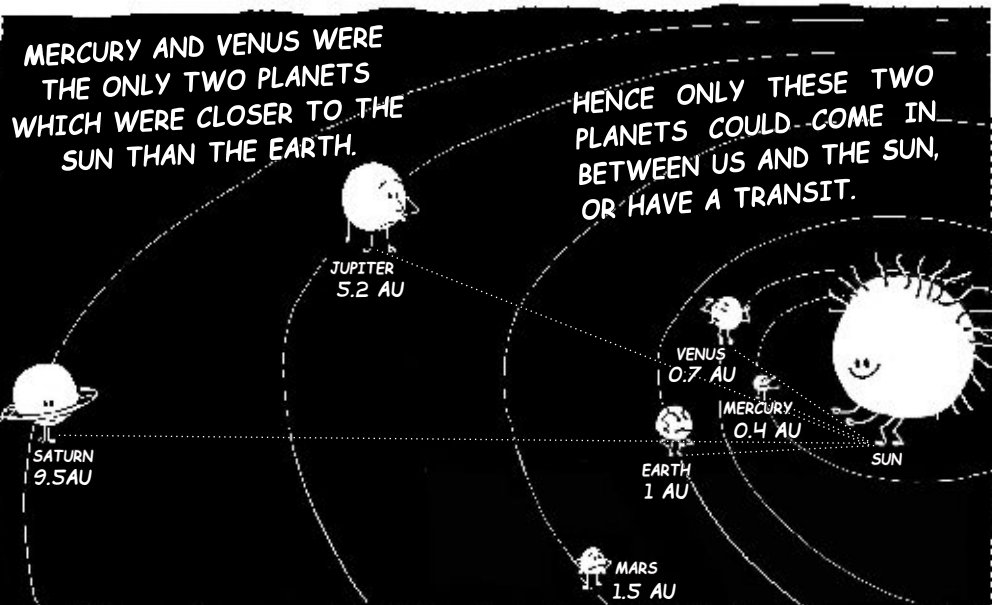 MERCURY AND VENUS WERE
THE ONLY TWO PLANETS
WHICH WERE CLOSER TO THE
SUN THAN THE EARTH.
HENCE ONLY THESE TWO
PLANETS COULD COME IN
BETWEEN US AND THE SUN,
OR HAVE A TRANSIT.
JUPITER
5.2 AU
VENUS
0.7 AU
MERCURY
0.4 AU
SATURN
9.5AU
EARTH
1 AU
SUN
MARS
1.5 AU